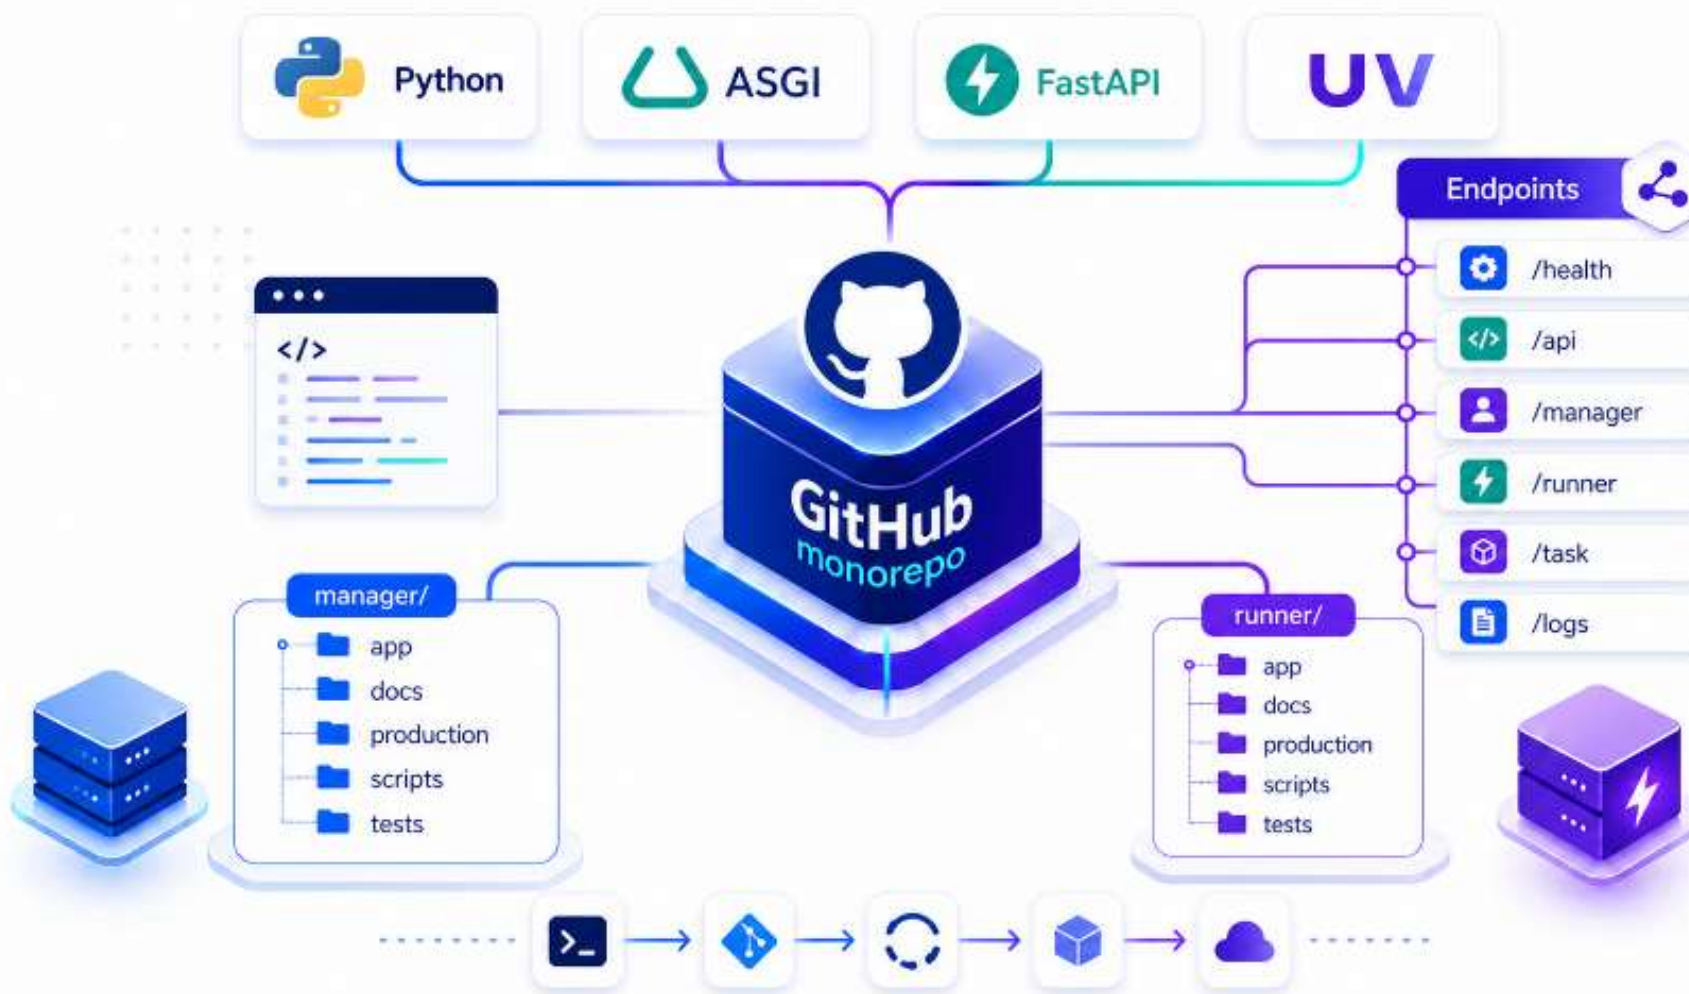 Python
ASGI
FastAPI
UV
Endpoints
/health
</>
/api
/manager
/runner
/task
/logs
</>
GitHub
monorepo
manager/
app
docs
production
scripts
tests
runner/
app
docs
production
scripts
tests
>_